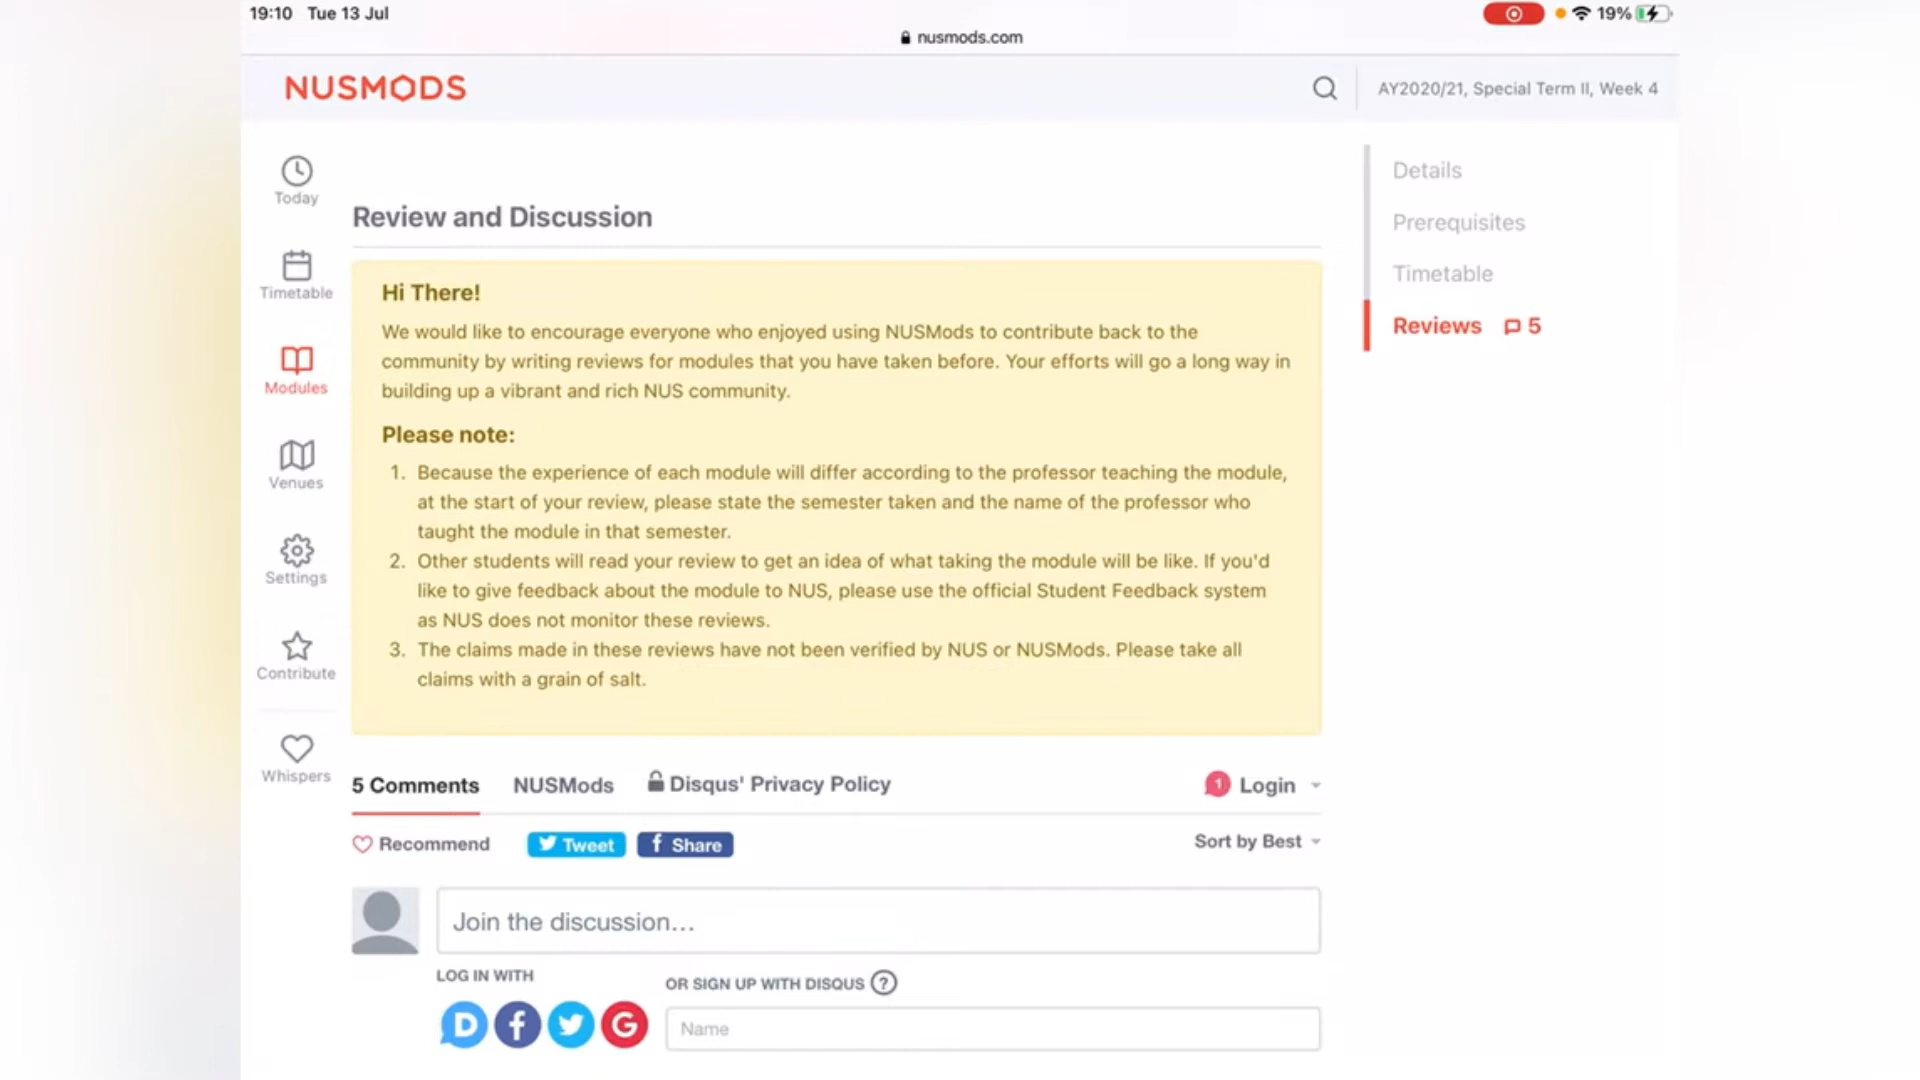 19:10 Tue 13 Jul
19%
nusmods.com
NUSMODS
AY2020/21, Special Term II, Week 4
Today
Timetable
Modules
Venues
Settings
Contribute
Whispers
Review and Discussion
Hi There!
We would like to encourage everyone who enjoyed using NUSMods to contribute back to the
community by writing reviews for modules that you have taken before. Your efforts will go a long way in
building up a vibrant and rich NUS community.
Please note:
1. Because the experience of each module will differ according to the professor teaching the module,
at the start of your review, please state the semester taken and the name of the professor who
taught the module in that semester.
2. Other students will read your review to get an idea of what taking the module will be like. If you'd
like to give feedback about the module to NUS, please use the official Student Feedback system
as NUS does not monitor these reviews.
3. The claims made in these reviews have not been verified by NUS or NUSMods. Please take all
claims with a grain of salt.
5 Comments NUSMods Disqus' Privacy Policy 1 Login
Recommend Tweet f Share Sort by Best
Join the discussion...
LOG IN WITH
OR SIGN UP WITH DISQUS ?
D f G
Name
Details
Prerequisites
Timetable
Reviews 5